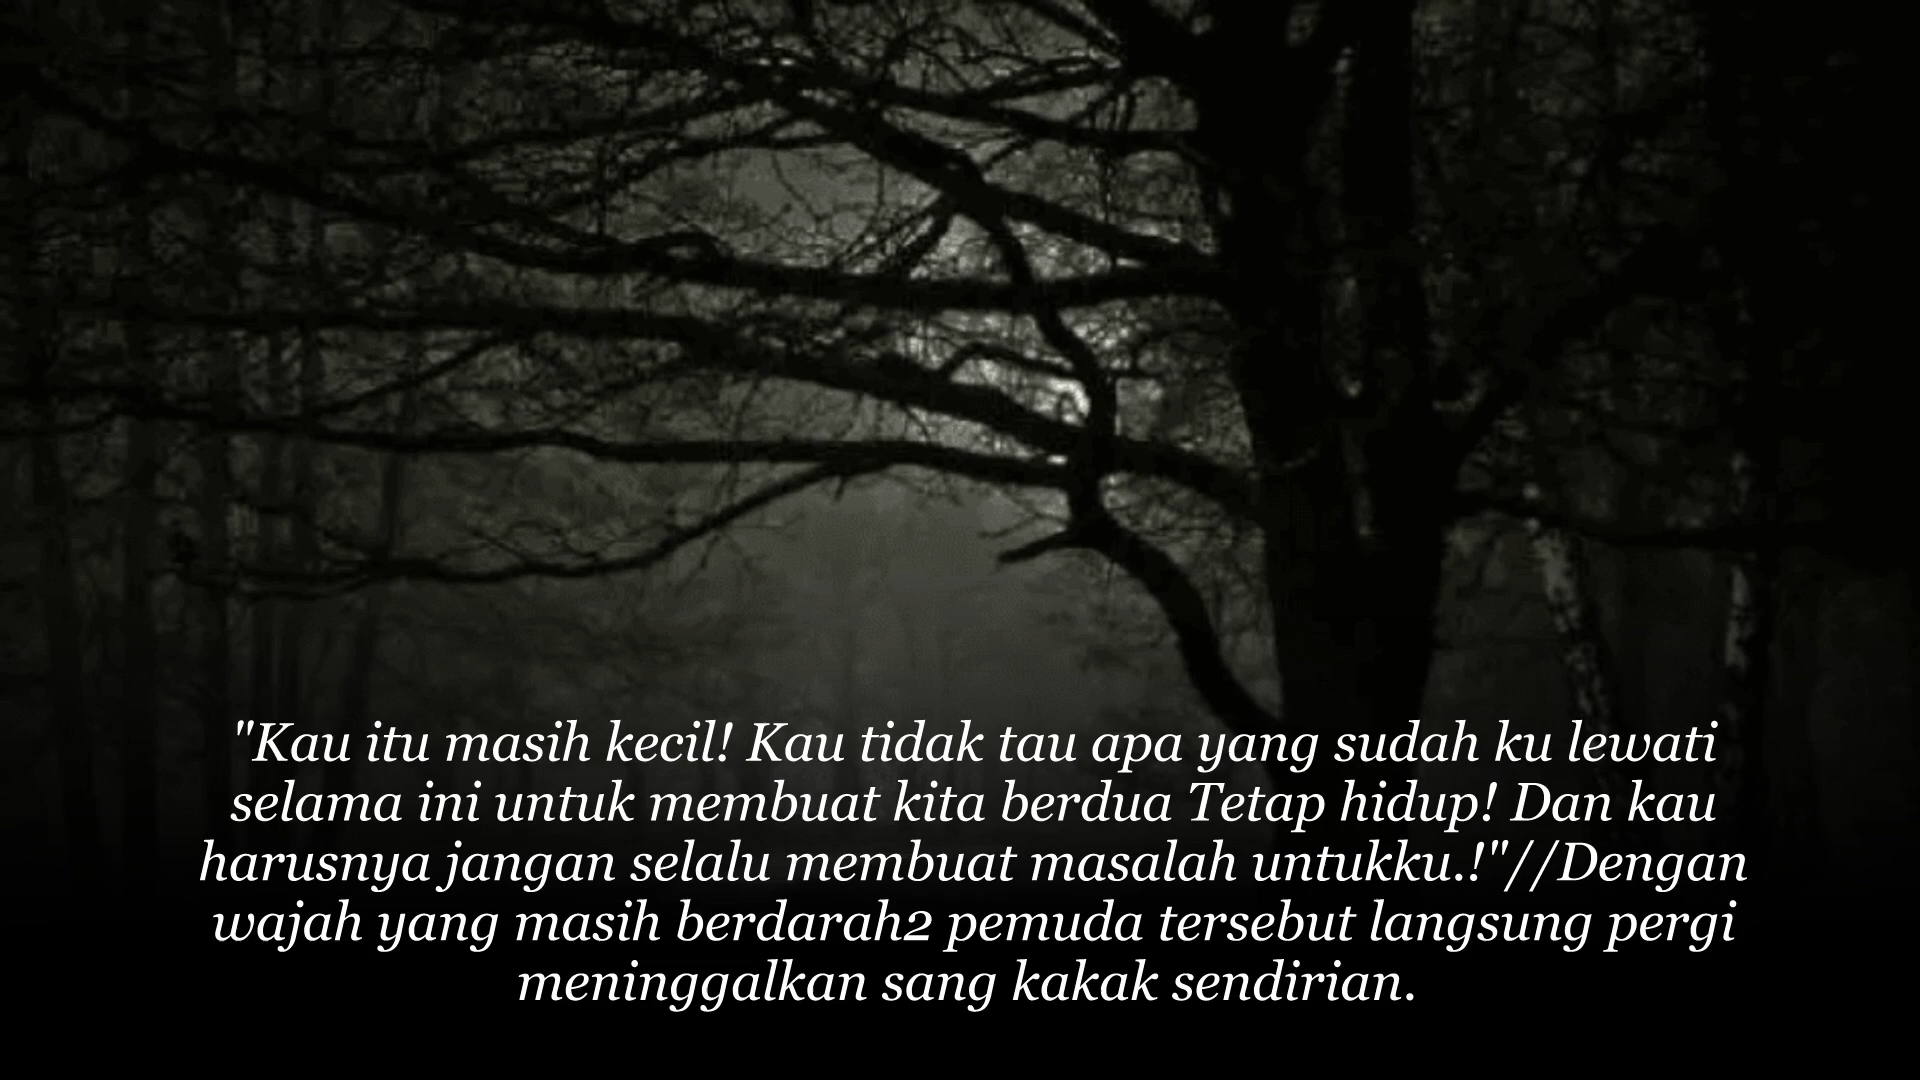 "Kau itu masih kecil! Kau tidak tau apa yang sudah ku lewati
selama ini untuk membuat kita berdua Tetap hidup! Dan kau
harusnya jangan selalu membuat masalah untukku.!"//Dengan
wajah yang masih berdarah2 pemuda tersebut langsung pergi
meninggalkan sang kakak sendirian.